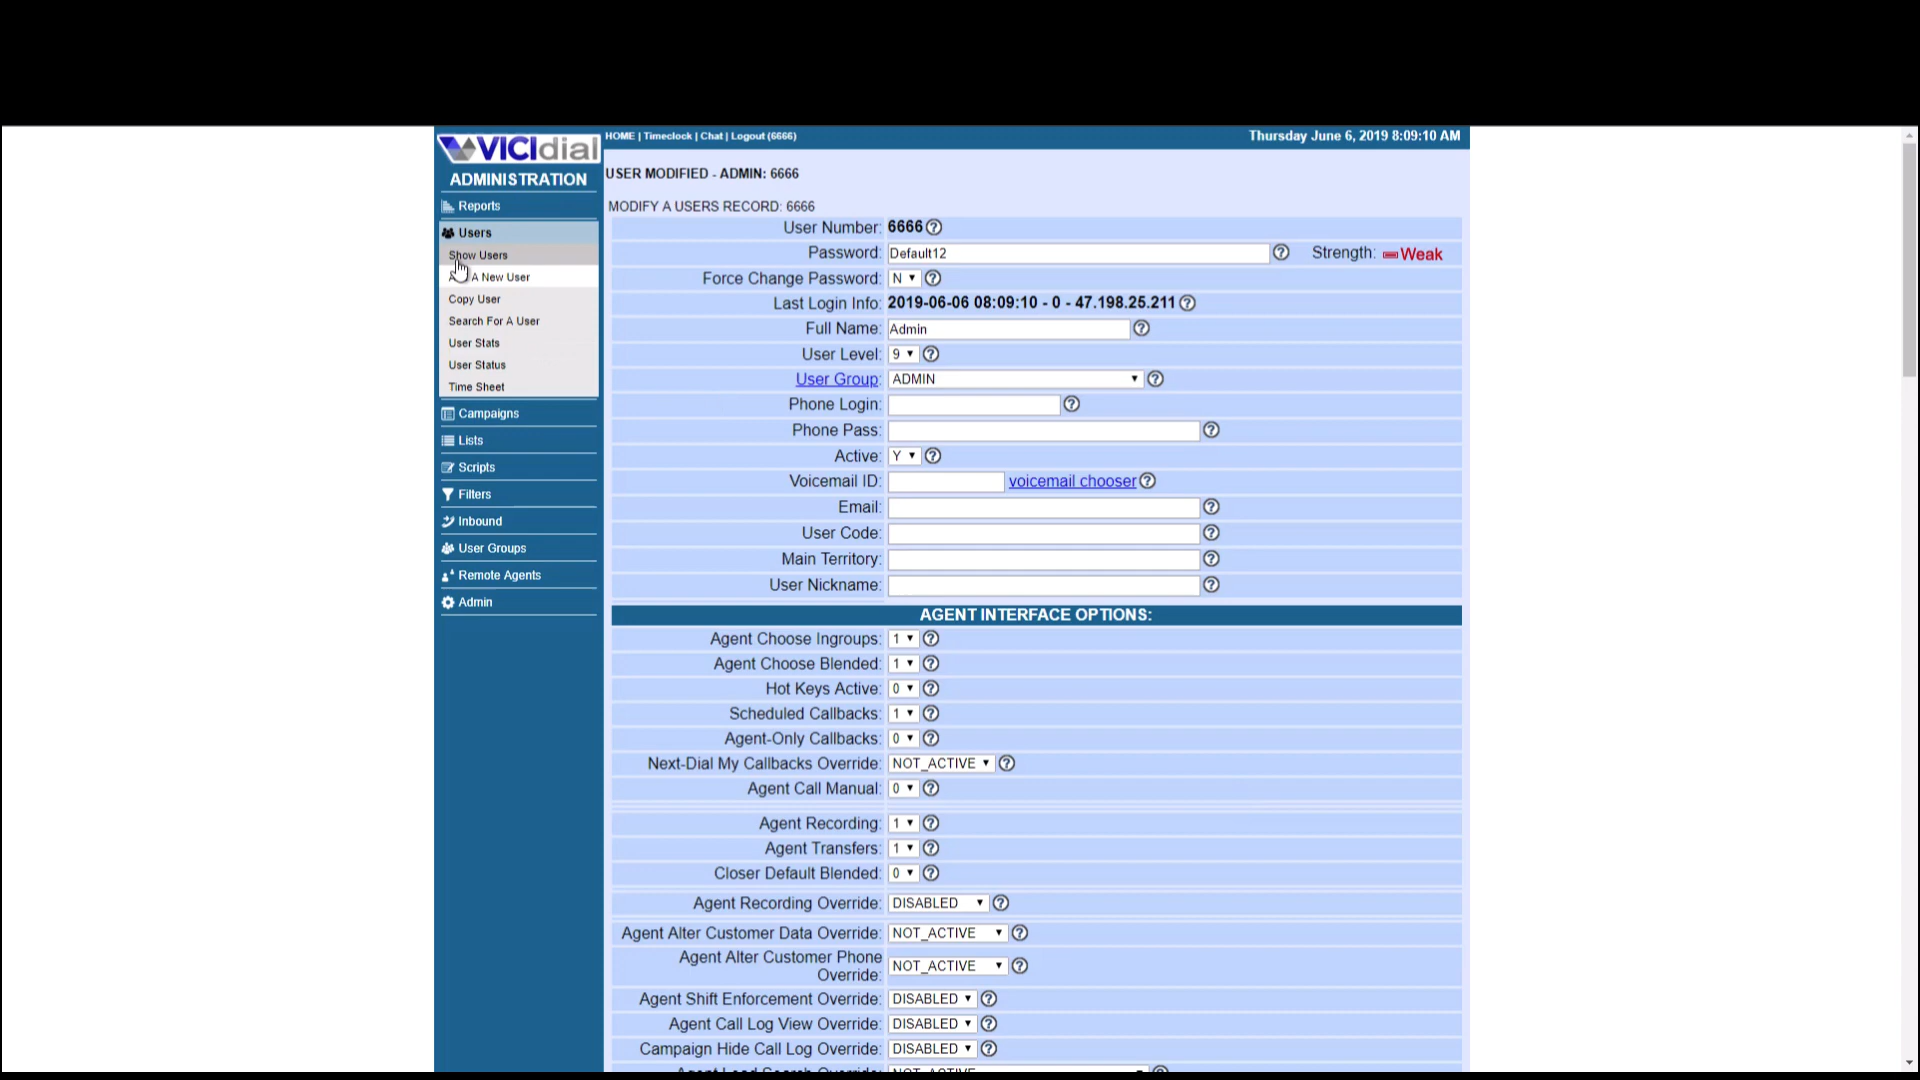 VICIdial
HOME | Timeclock | Chat | Logout (6666)
Thursday June 6, 2019 8:09:10 AM
ADMINISTRATION
Reports
Users
Show Users
A New User
Copy User
Search For A User
User Stats
User Status
Time Sheet
Campaigns
Lists
Scripts
Filters
Inbound
User Groups
Remote Agents
Admin
USER MODIFIED - ADMIN: 6666
MODIFY A USERS RECORD: 6666
User Number: 6666
Password: Default12 Strength: Weak
Force Change Password: N
Last Login Info: 2019-06-06 08:09:10 - 0 - 47.198.25.211
Full Name: Admin
User Level: 9
User Group: ADMIN
Phone Login:
Phone Pass:
Active: Y
Voicemail ID: voicemail chooser
Email:
User Code:
Main Territory:
User Nickname:
AGENT INTERFACE OPTIONS:
Agent Choose Ingroups: 1
Agent Choose Blended: 1
Hot Keys Active: 0
Scheduled Callbacks: 1
Agent-Only Callbacks: 0
Next-Dial My Callbacks Override: NOT_ACTIVE
Agent Call Manual: 0
Agent Recording: 1
Agent Transfers: 1
Closer Default Blended: 0
Agent Recording Override: DISABLED
Agent Alter Customer Data Override: NOT_ACTIVE
Agent Alter Customer Phone
Override: NOT_ACTIVE
Agent Shift Enforcement Override: DISABLED
Agent Call Log View Override: DISABLED
Campaign Hide Call Log Override: DISABLED